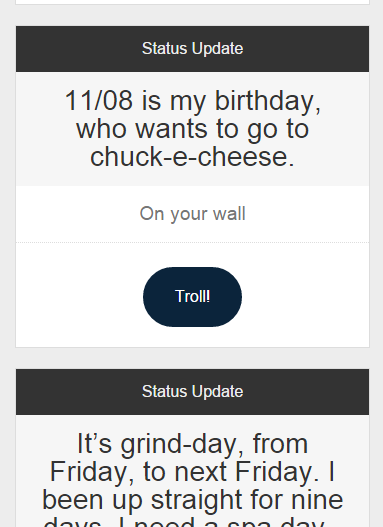 Status Update
11/08 is my birthday,
who wants to go to
chuck-e-cheese.
On your wall
Troll!
Status Update
It’s grind-day, from
Friday, to next Friday. I
been up straight for nine
days, I need a spa day